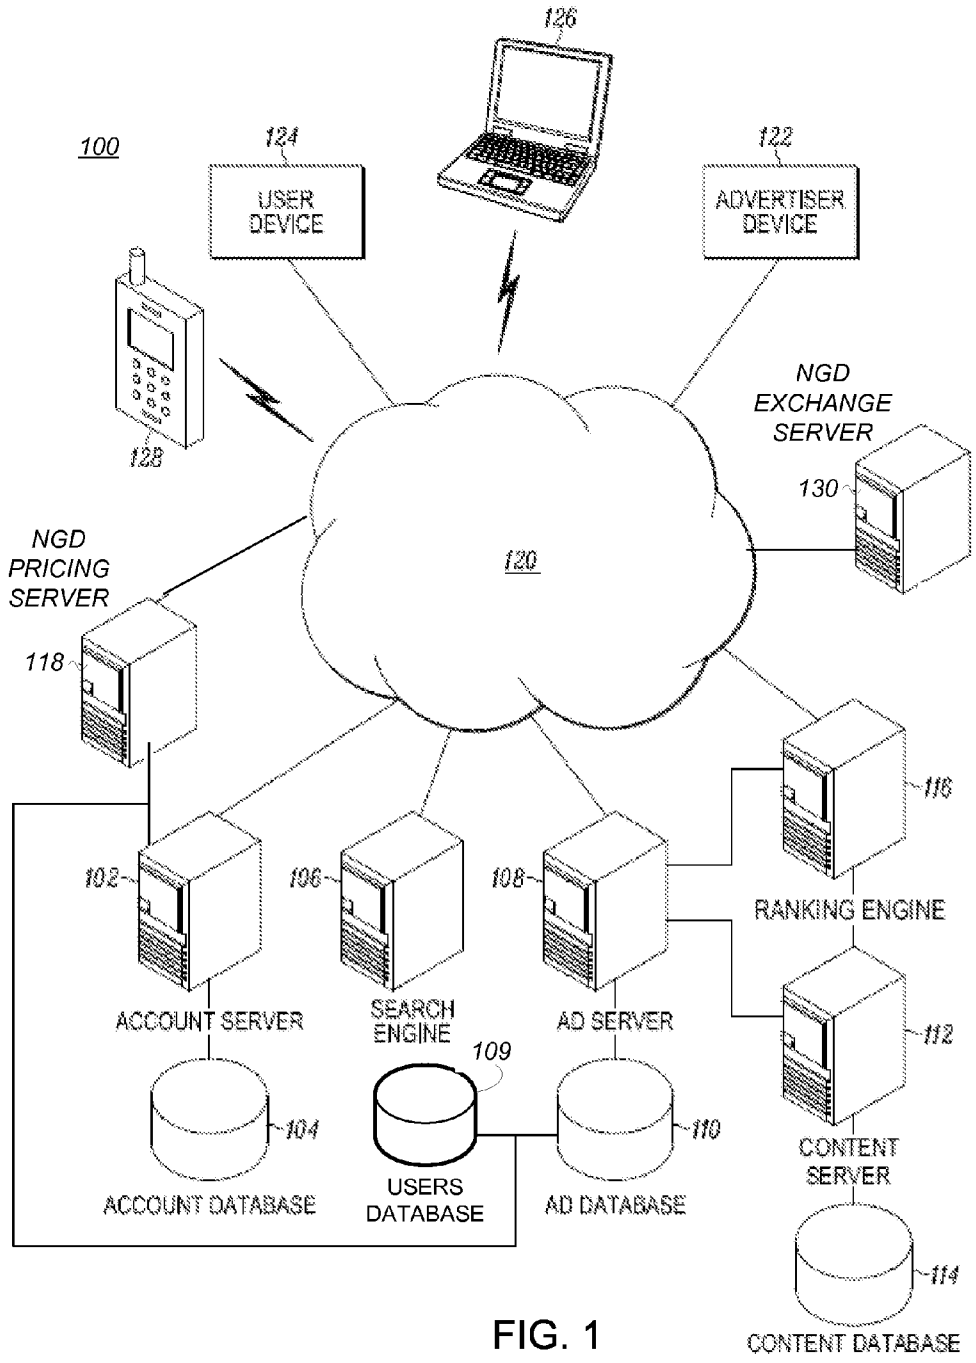 126
100
124
USER
DEVICE
122
ADVERTISER
DEVICE
128
NGD
EXCHANGE
SERVER
130
120
NGD
PRICING
SERVER
118
116
RANKING ENGINE
102
ACCOUNT SERVER
106
SEARCH
ENGINE
108
AD SERVER
112
CONTENT
SERVER
104
ACCOUNT DATABASE
109
USERS
DATABASE
110
AD DATABASE
114
CONTENT DATABASE
FIG. 1